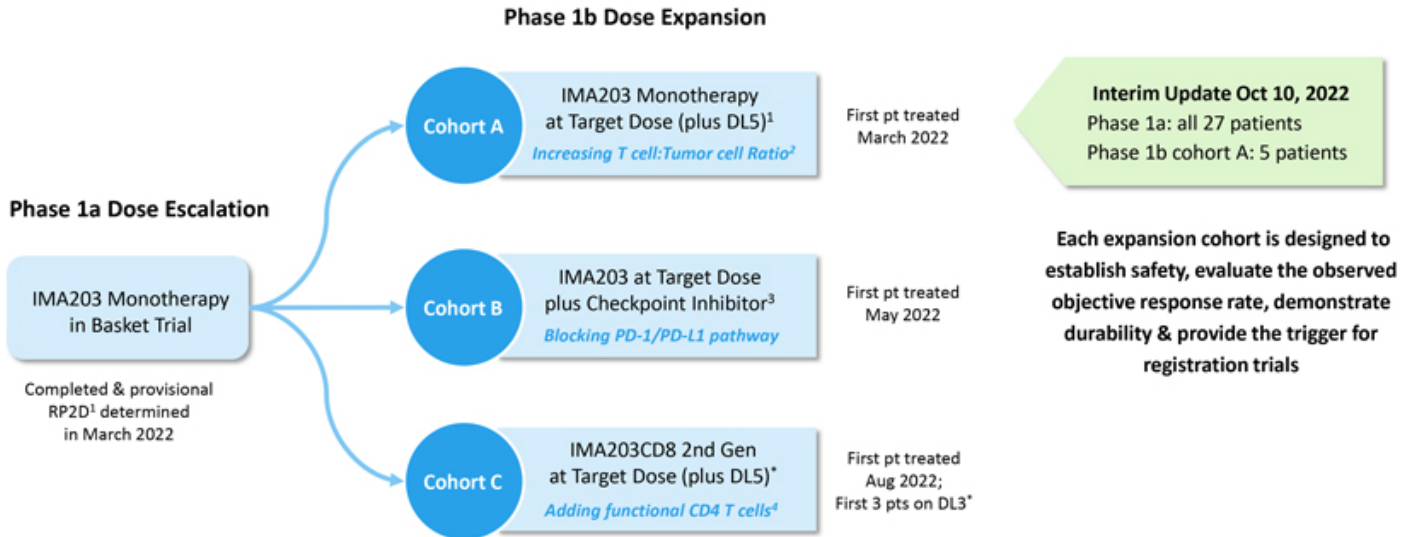 Phase 1b Dose Expansion
Cohort A
IMA203 Monotherapy
at Target Dose (plus DL5)¹
Increasing T cell:Tumor cell Ratio²
First pt treated
March 2022
Interim Update Oct 10, 2022
Phase 1a: all 27 patients
Phase 1b cohort A: 5 patients
Phase 1a Dose Escalation
IMA203 Monotherapy
in Basket Trial
Completed & provisional
RP2D¹ determined
in March 2022
Cohort B
IMA203 at Target Dose
plus Checkpoint Inhibitor³
Blocking PD-1/PD-L1 pathway
First pt treated
May 2022
Each expansion cohort is designed to
establish safety, evaluate the observed
objective response rate, demonstrate
durability & provide the trigger for
registration trials
Cohort C
IMA203CD8 2nd Gen
at Target Dose (plus DL5)*
Adding functional CD4 T cells⁴
First pt treated
Aug 2022;
First 3 pts on DL3*